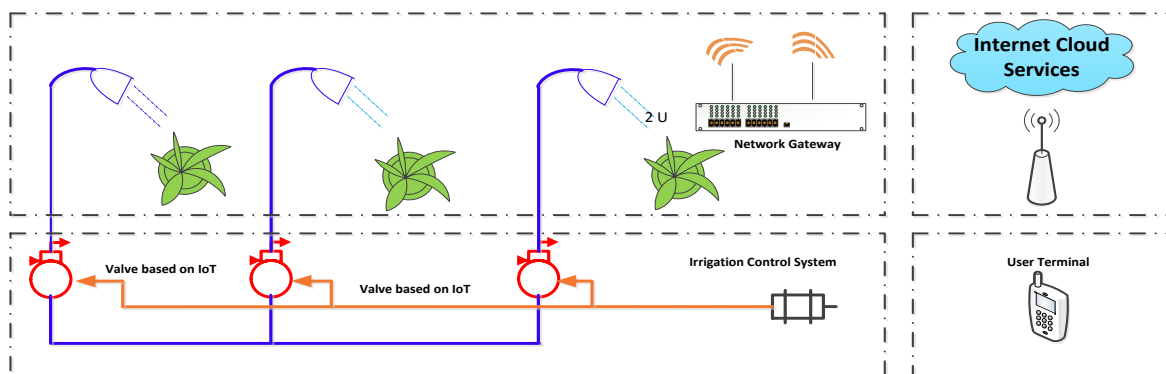 Internet Cloud
Services
2 U
Network Gateway
Valve based on IoT
Valve based on IoT
Irrigation Control System
User Terminal